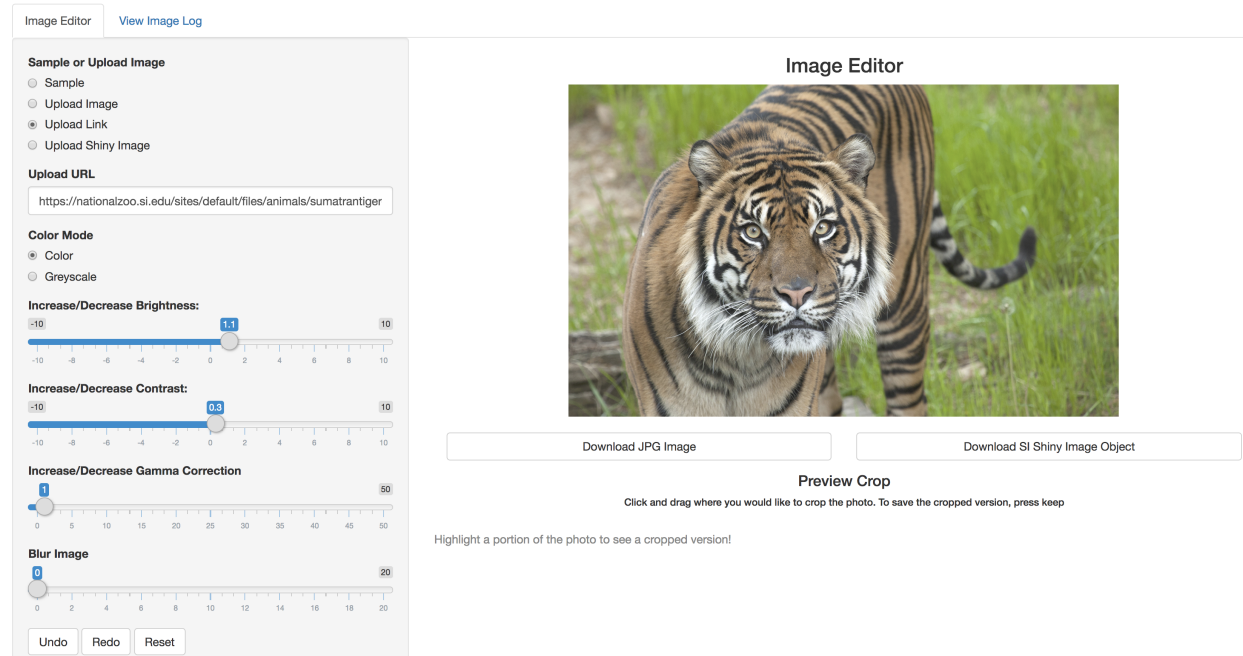 Image Editor
View Image Log
Sample or Upload Image
Sample
Upload Image
Upload Link
Upload Shiny Image
Upload URL
https://nationalzoo.si.edu/sites/default/files/animals/sumatrantiger
Color Mode
Color
Greyscale
Increase/Decrease Brightness:
-10 1.1 10
-10 -8 -6 -4 -2 0 2 4 6 8 10
Increase/Decrease Contrast:
-10 0.3 10
-10 -8 -6 -4 -2 0 2 4 6 8 10
Increase/Decrease Gamma Correction
1 50
0 5 10 15 20 25 30 35 40 45 50
Blur Image
0 20
0 2 4 6 8 10 12 14 16 18 20
Undo Redo Reset
Image Editor
Download JPG Image Download SI Shiny Image Object
Preview Crop
Click and drag where you would like to crop the photo. To save the cropped version, press keep
Highlight a portion of the photo to see a cropped version!